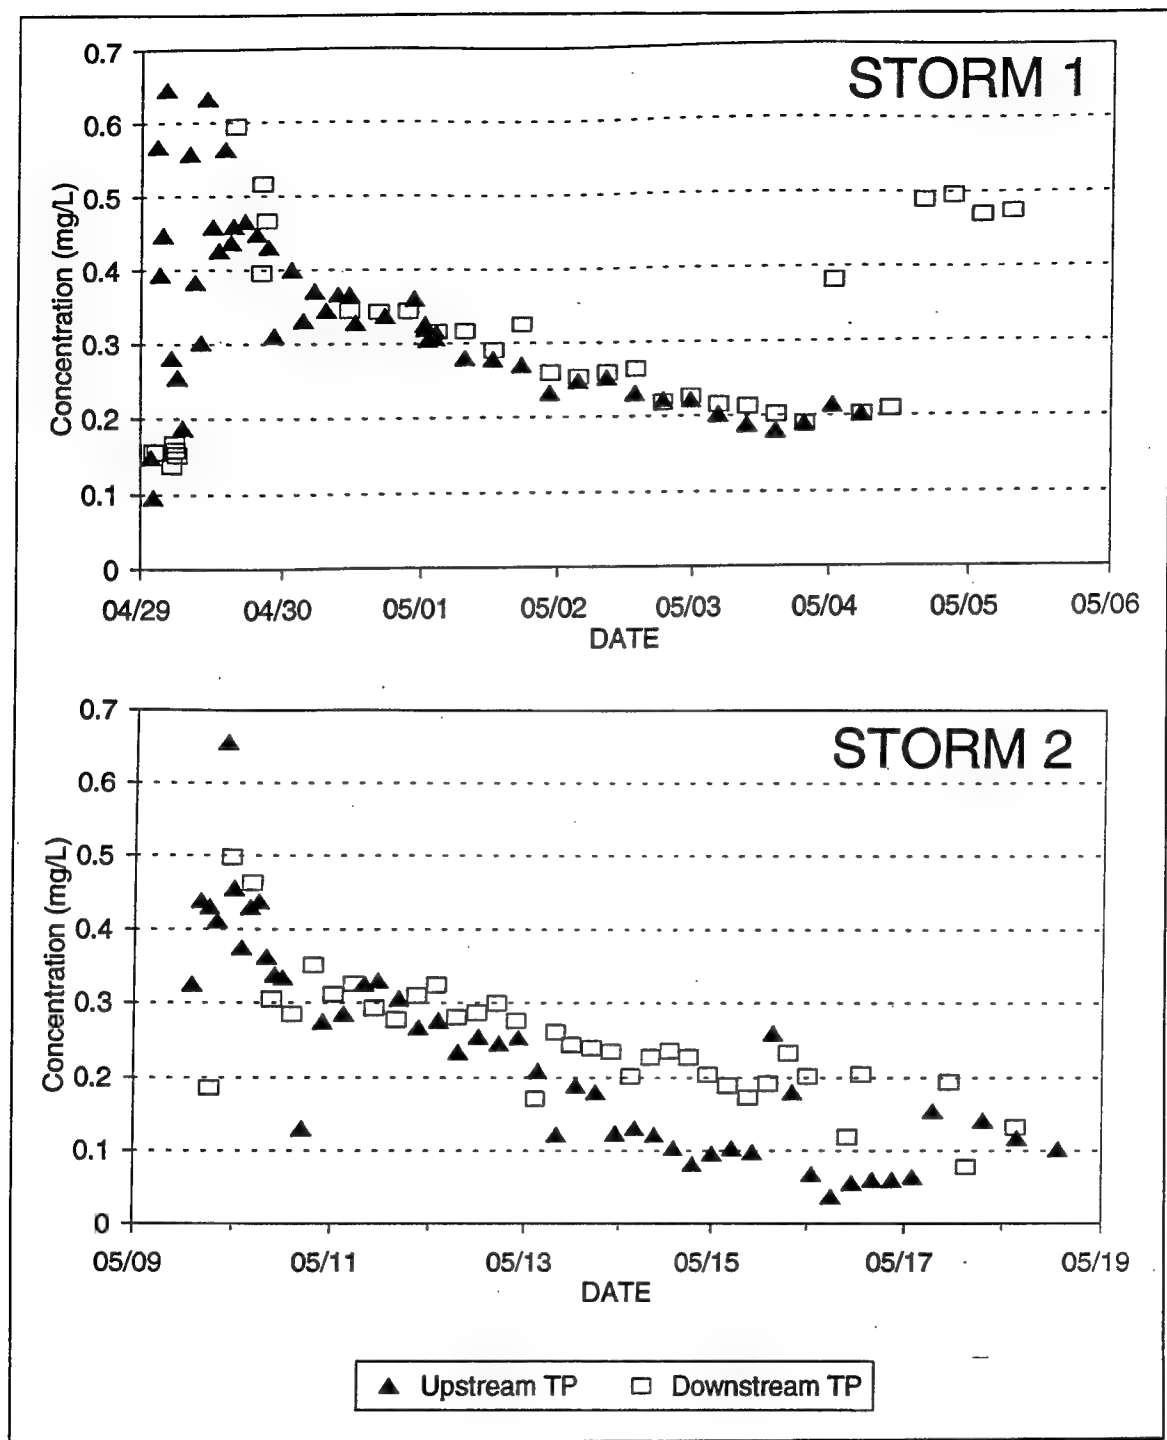 STORM 1
0.7
0.6
0.5
0.4
0.3
0.2
0.1
0
Concentration (mg/L)
04/29 04/30 05/01 05/02 05/03 05/04 05/05 05/06
DATE
STORM 2
0.7
0.6
0.5
0.4
0.3
0.2
0.1
0
Concentration (mg/L)
05/09 05/11 05/13 05/15 05/17 05/19
DATE
Upstream TP Downstream TP